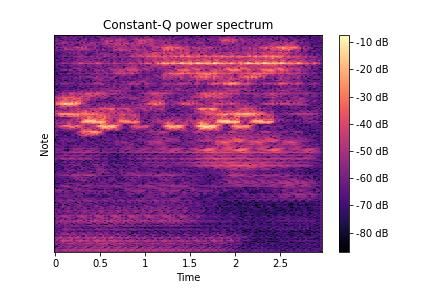 Constant-Q power spectrum
Note
-10 dB
-20 dB
-30 dB
-40 dB
-50 dB
-60 dB
-70 dB
-80 dB
0 0.5 1 1.5 2 2.5
Time